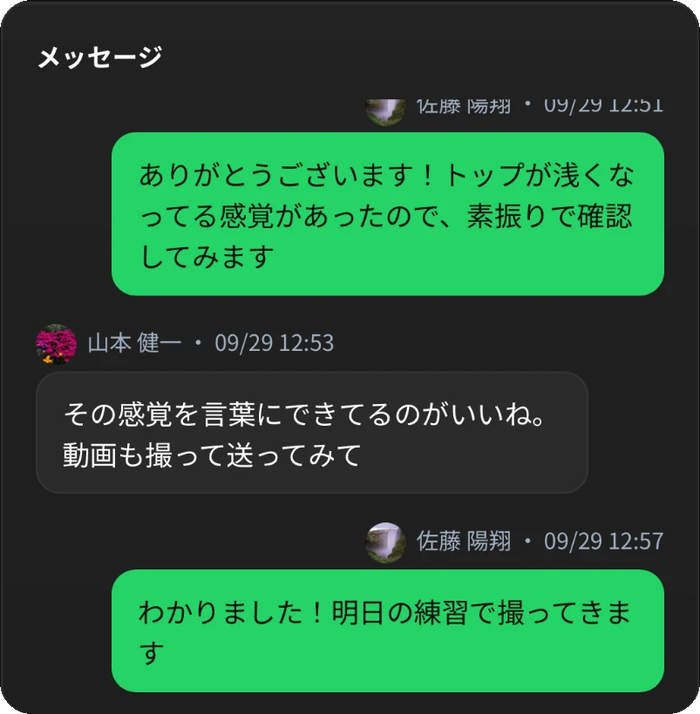 メッセージ
佐藤 陽翔 ・ 09/29 12:51
ありがとうございます！トップが浅くな
ってる感覚があったので、素振りで確認
してみます
山本 健一 ・ 09/29 12:53
その感覚を言葉にできてるのがいいね。
動画も撮って送ってみて
佐藤 陽翔 ・ 09/29 12:57
わかりました！明日の練習で撮ってきま
す